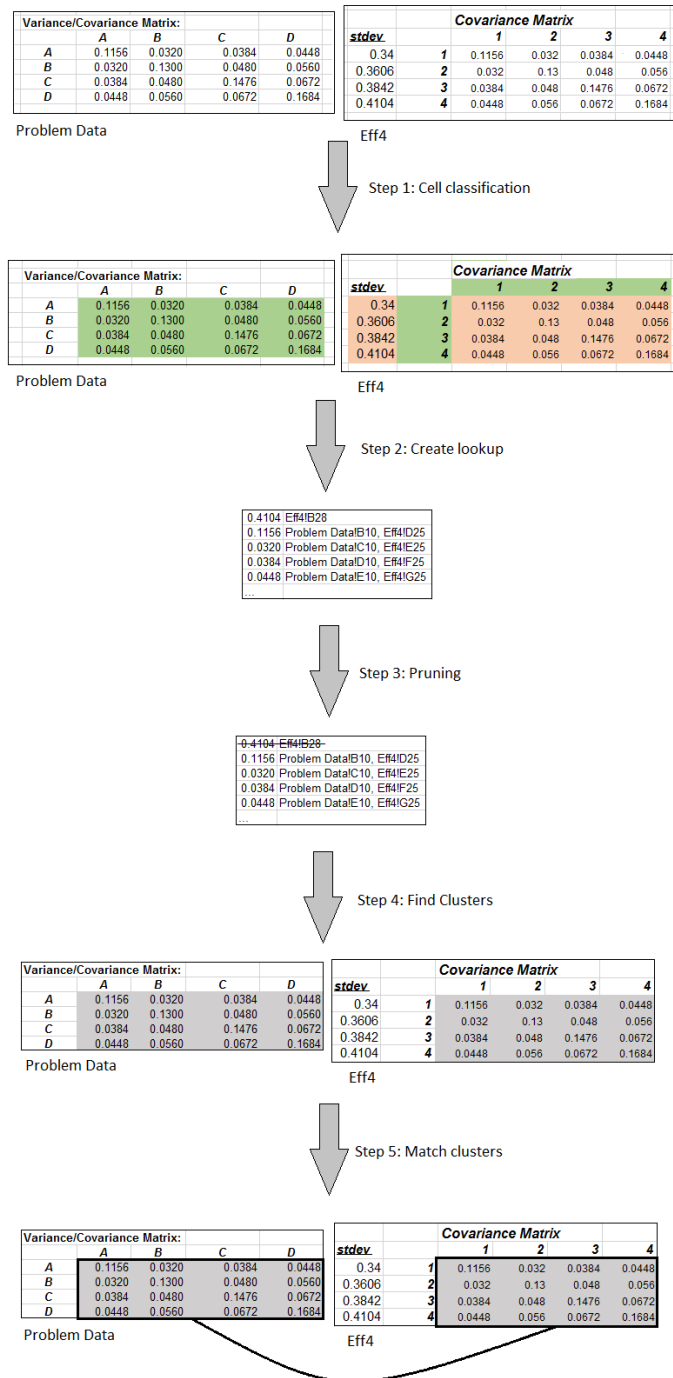 Variance/Covariance Matrix:
A B C D
A 0.1156 0.0320 0.0384 0.0448
B 0.0320 0.1300 0.0480 0.0560
C 0.0384 0.0480 0.1476 0.0672
D 0.0448 0.0560 0.0672 0.1684
Problem Data
Covariance Matrix
stdev 1 2 3 4
0.34 1 0.1156 0.032 0.0384 0.0448
0.3606 2 0.032 0.13 0.048 0.056
0.3842 3 0.0384 0.048 0.1476 0.0672
0.4104 4 0.0448 0.056 0.0672 0.1684
Eff4
Step 1: Cell classification
Variance/Covariance Matrix:
A B C D
A 0.1156 0.0320 0.0384 0.0448
B 0.0320 0.1300 0.0480 0.0560
C 0.0384 0.0480 0.1476 0.0672
D 0.0448 0.0560 0.0672 0.1684
Problem Data
Covariance Matrix
stdev 1 2 3 4
0.34 1 0.1156 0.032 0.0384 0.0448
0.3606 2 0.032 0.13 0.048 0.056
0.3842 3 0.0384 0.048 0.1476 0.0672
0.4104 4 0.0448 0.056 0.0672 0.1684
Eff4
Step 2: Create lookup
0.4104 Eff4!B28
0.1156 Problem Data!B10, Eff4!D25
0.0320 Problem Data!C10, Eff4!E25
0.0384 Problem Data!D10, Eff4!F25
0.0448 Problem Data!E10, Eff4!G25
...
Step 3: Pruning
0.4104 Eff4!B28
0.1156 Problem Data!B10, Eff4!D25
0.0320 Problem Data!C10, Eff4!E25
0.0384 Problem Data!D10, Eff4!F25
0.0448 Problem Data!E10, Eff4!G25
...
Step 4: Find Clusters
Variance/Covariance Matrix:
A B C D
A 0.1156 0.0320 0.0384 0.0448
B 0.0320 0.1300 0.0480 0.0560
C 0.0384 0.0480 0.1476 0.0672
D 0.0448 0.0560 0.0672 0.1684
Problem Data
Covariance Matrix
stdev 1 2 3 4
0.34 1 0.1156 0.032 0.0384 0.0448
0.3606 2 0.032 0.13 0.048 0.056
0.3842 3 0.0384 0.048 0.1476 0.0672
0.4104 4 0.0448 0.056 0.0672 0.1684
Eff4
Step 5: Match clusters
Variance/Covariance Matrix:
A B C D
A 0.1156 0.0320 0.0384 0.0448
B 0.0320 0.1300 0.0480 0.0560
C 0.0384 0.0480 0.1476 0.0672
D 0.0448 0.0560 0.0672 0.1684
Problem Data
Covariance Matrix
stdev 1 2 3 4
0.34 1 0.1156 0.032 0.0384 0.0448
0.3606 2 0.032 0.13 0.048 0.056
0.3842 3 0.0384 0.048 0.1476 0.0672
0.4104 4 0.0448 0.056 0.0672 0.1684
Eff4